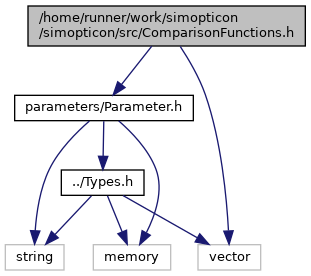 /home/runner/work/simopticon
/simopticon/src/ComparisonFunctions.h
parameters/Parameter.h
../Types.h
string
memory
vector